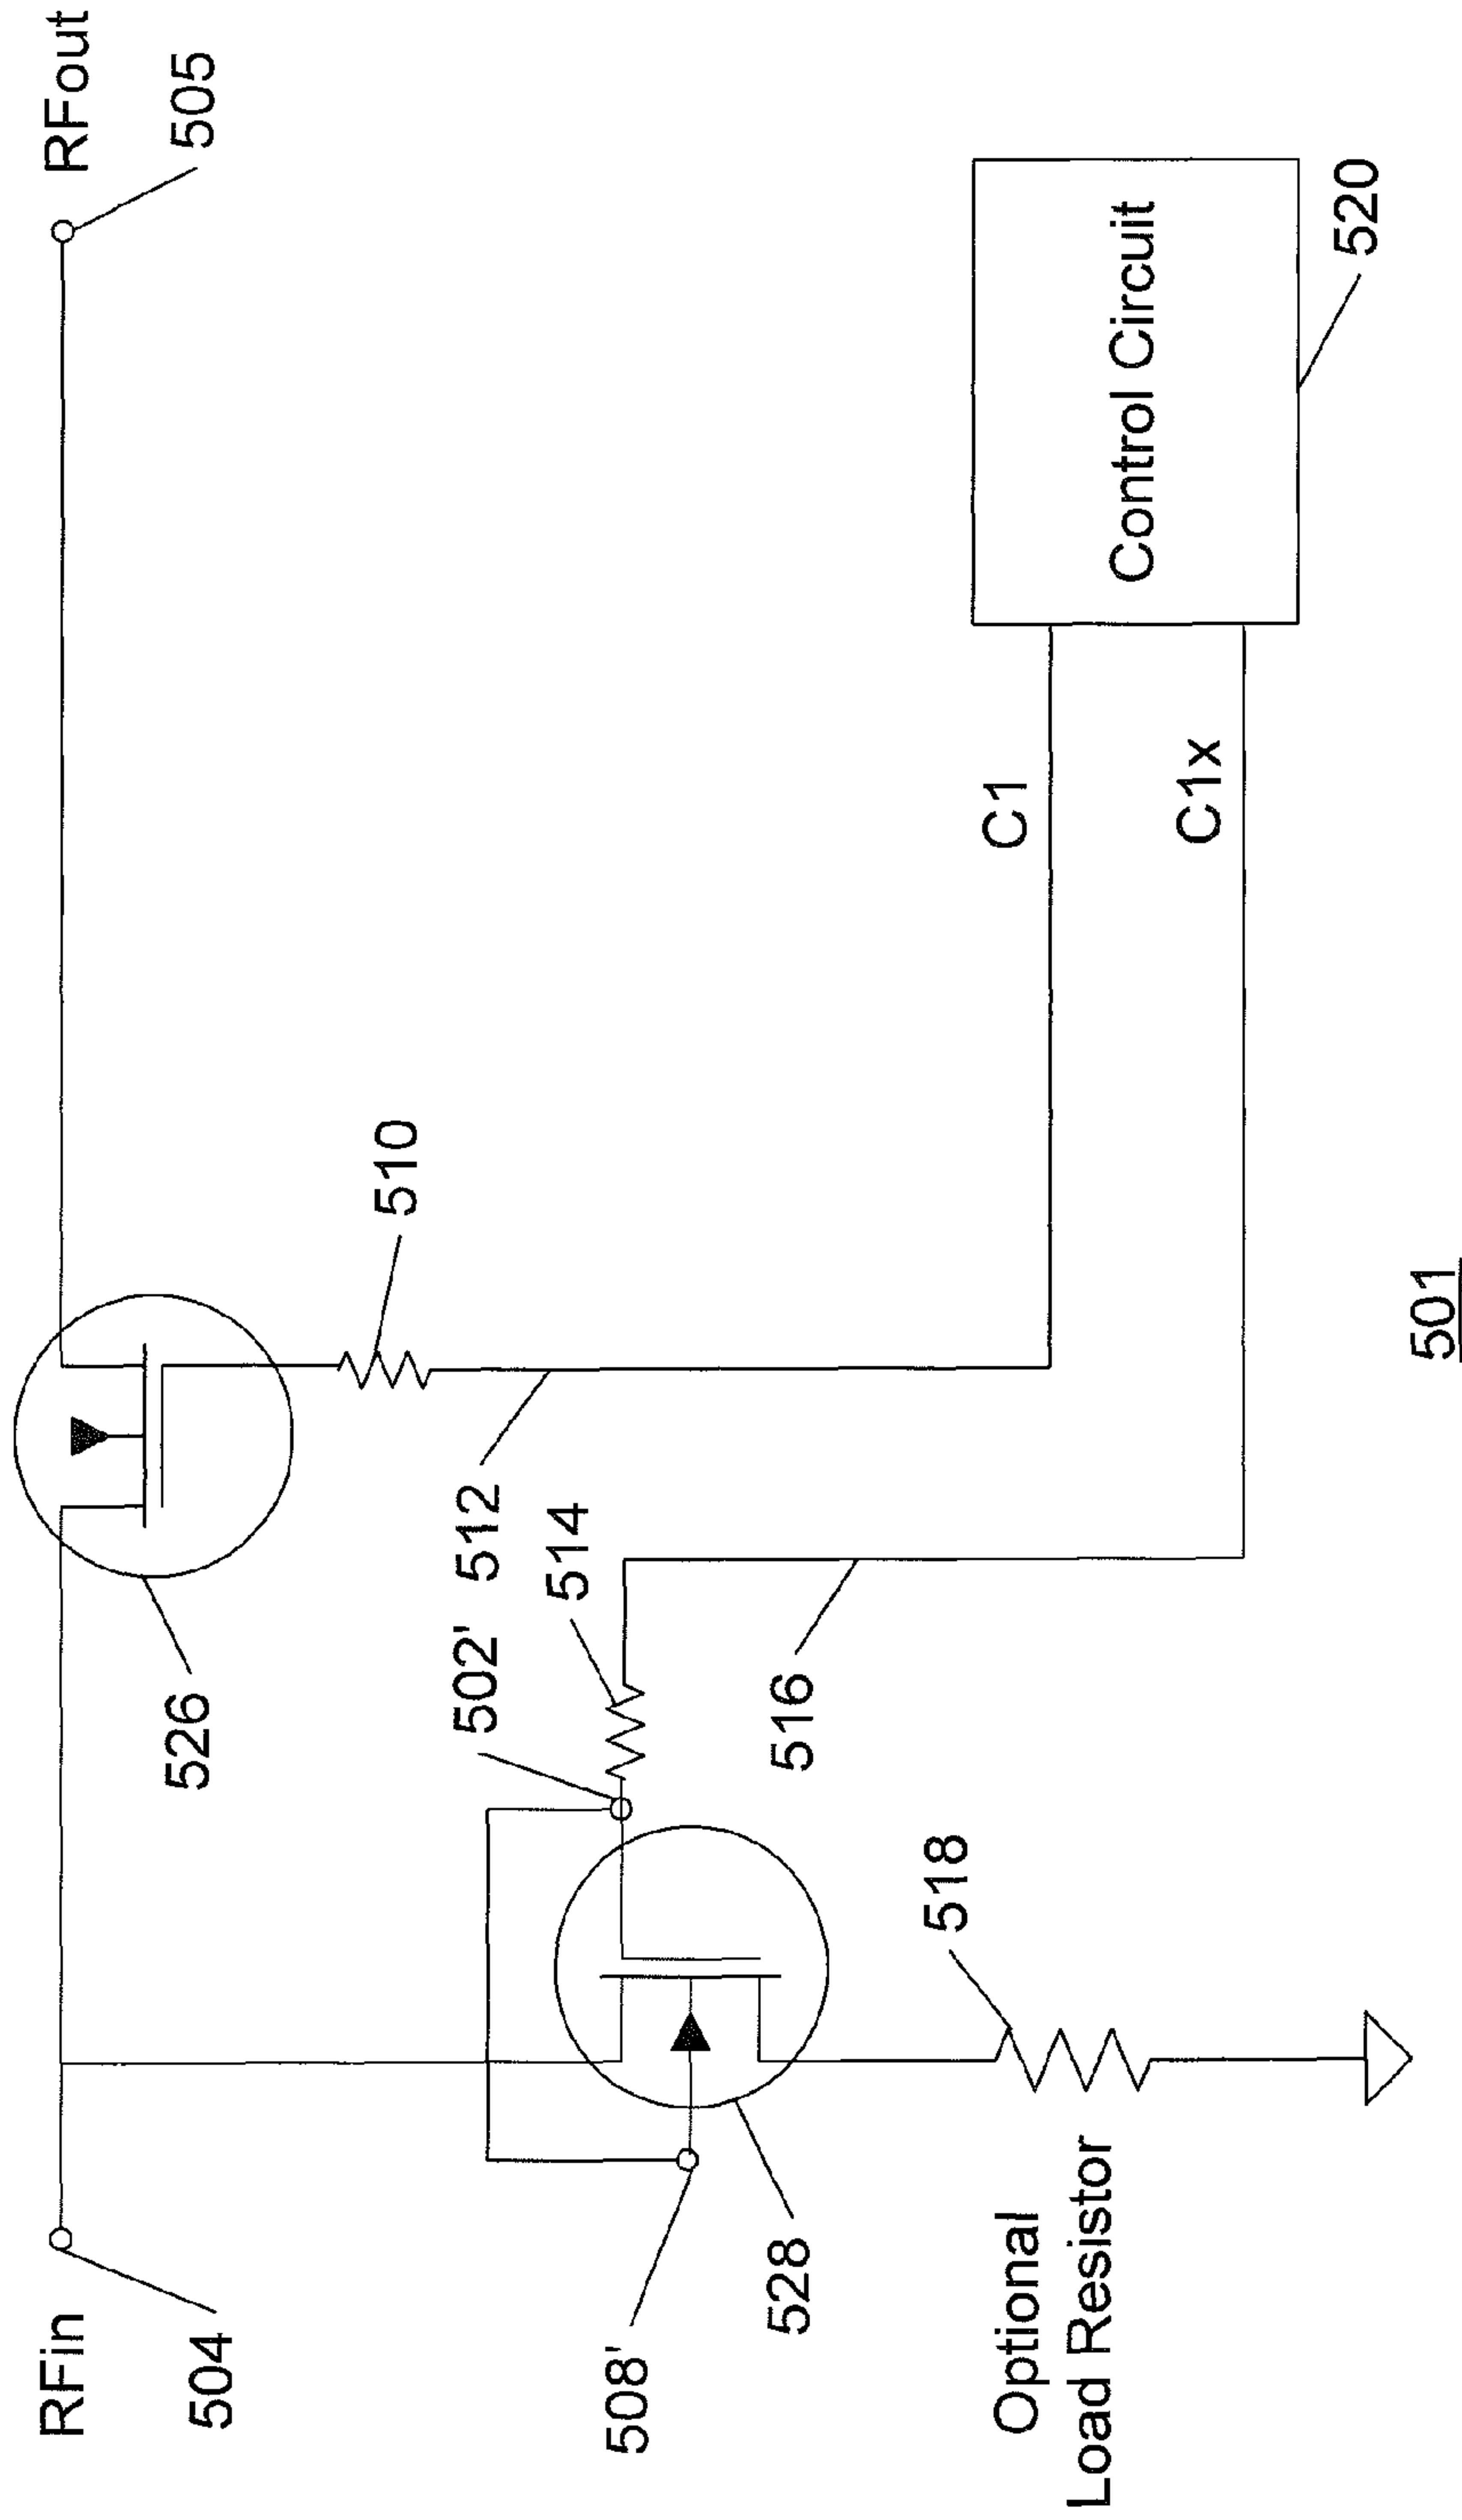 RFin
504
RFout
505
526
510
502'
512
514
508'
528
516
518
Optional
Load Resistor
C1
C1x
Control Circuit
520
501